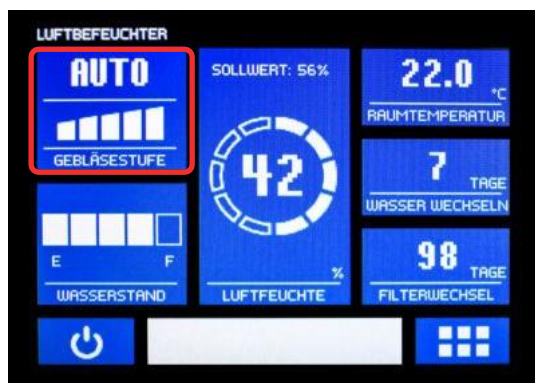 LUFTBEFEUCHTER
AUTO
GEBLÄSESTUFE
E F
WASSERSTAND
SOLLWERT: 56%
42
%
LUFTFEUCHTE
22.0 °C
RAUMTEMPERATUR
7 TAGE
WASSER WECHSELN
98 TAGE
FILTERWECHSEL